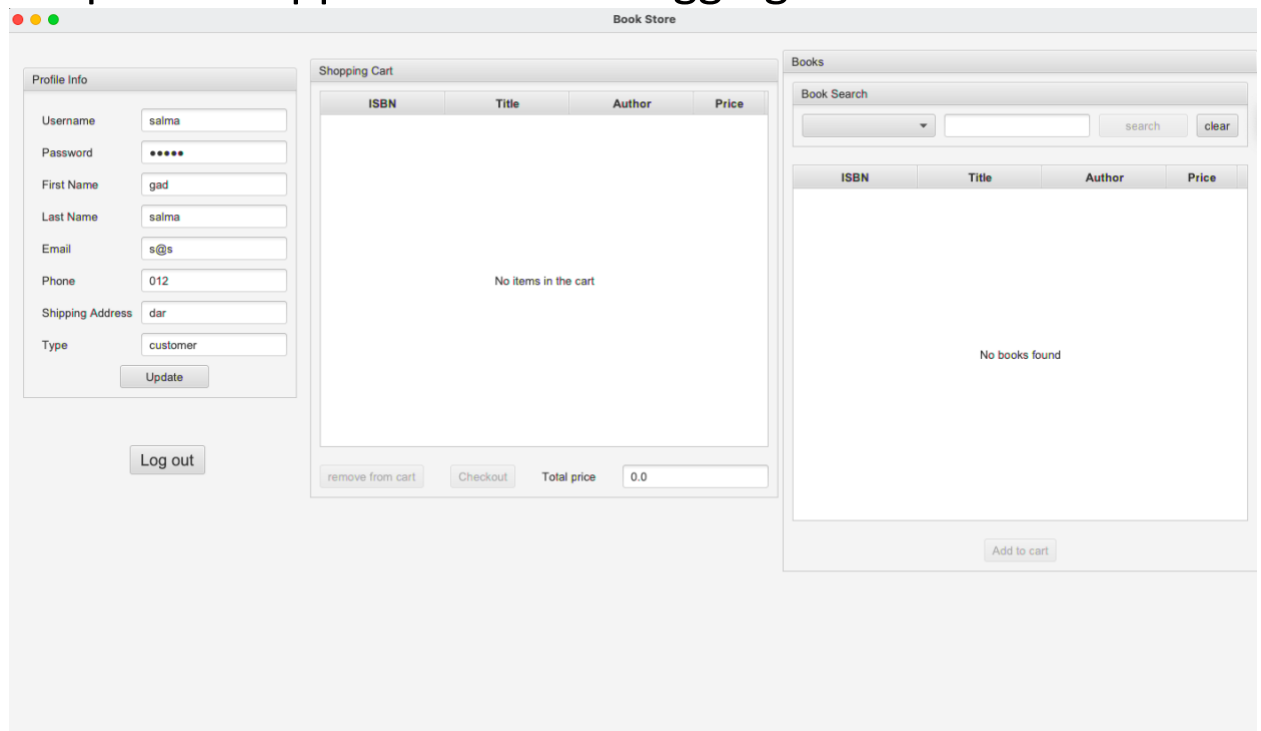 Book Store
Profile Info
Username salma
Password •••••
First Name gad
Last Name salma
Email s@s
Phone 012
Shipping Address dar
Type customer
Update
Log out
Shopping Cart
ISBN Title Author Price
No items in the cart
remove from cart Checkout Total price 0.0
Books
Book Search
search clear
ISBN Title Author Price
No books found
Add to cart